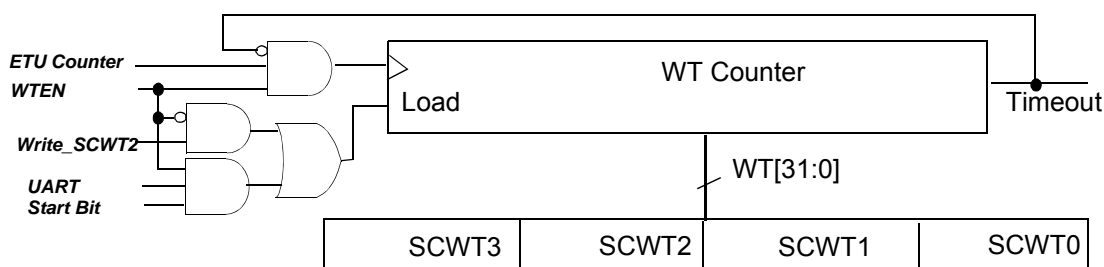 ETU Counter
WTEN
Write_SCWT2
UART
Start Bit
WT Counter
Load
Timeout
WT[31:0]
SCWT3 SCWT2 SCWT1 SCWT0